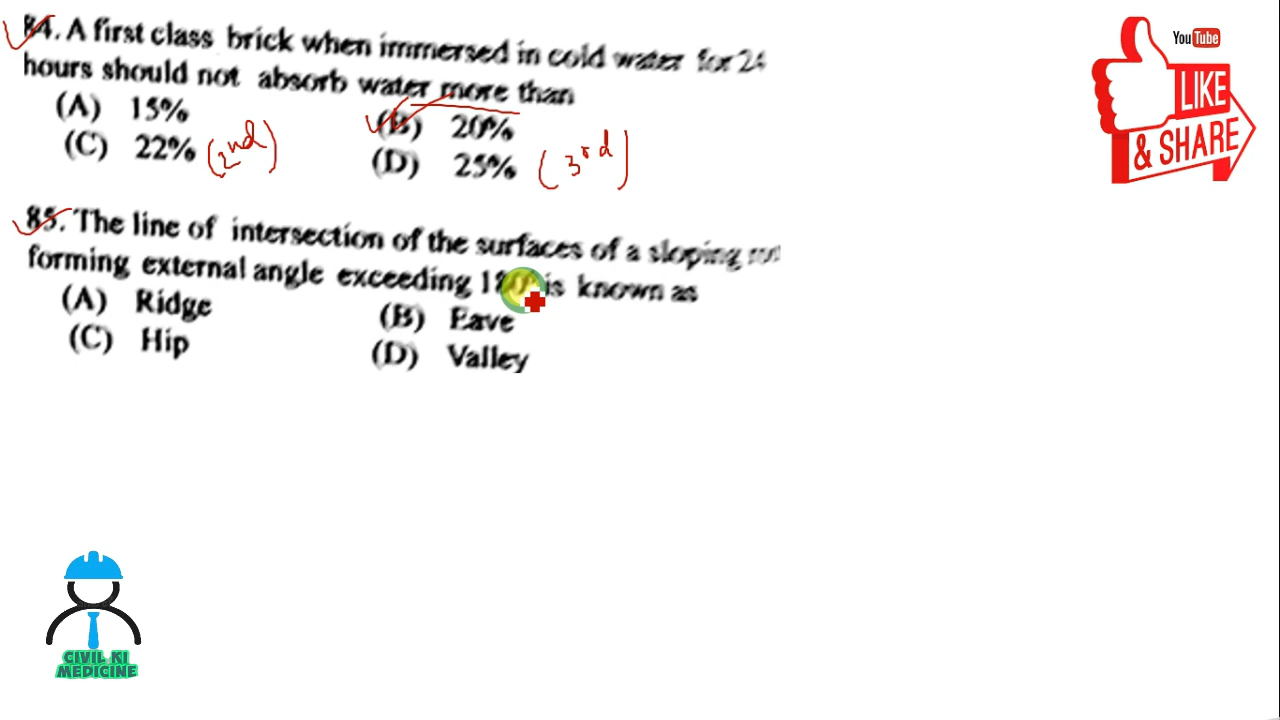 84. A first class brick when immersed in cold water for 24
hours should not absorb water more than
(A) 15%
(B) 20%
(C) 22% (2nd)
(D) 25% (3rd)
85. The line of intersection of the surfaces of a sloping
forming external angle exceeding 180° is known as
(A) Ridge
(B) Eave
(C) Hip
(D) Valley
YouTube
LIKE
& SHARE
CIVIL KI
MEDICINE